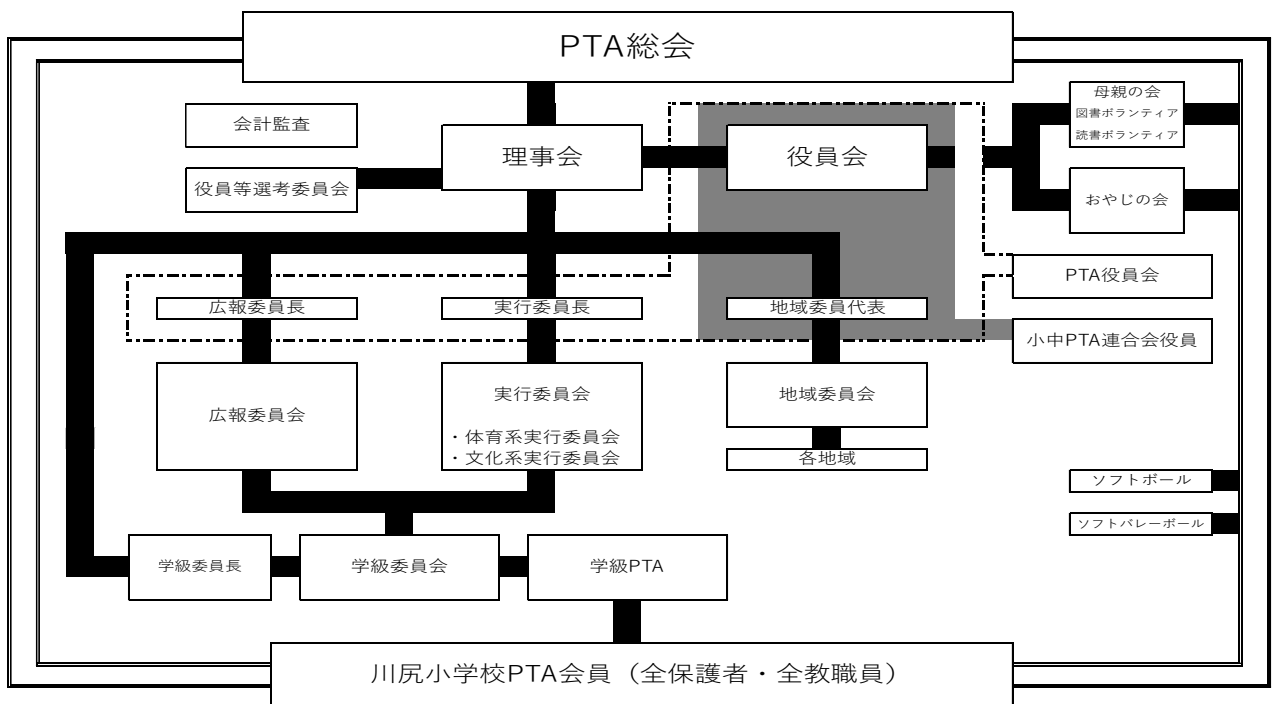 PTA総会
母親の会
図書ボランティア
読書ボランティア
会計監査
理事会
役員会
役員等選考委員会
おやじの会
PTA役員会
広報委員長
実行委員長
地域委員代表
小中PTA連合会役員
広報委員会
実行委員会
・体育系実行委員会
・文化系実行委員会
地域委員会
各地域
ソフトボール
ソフトバレーボール
学級委員長
学級委員会
学級PTA
川尻小学校PTA会員（全保護者・全教職員）